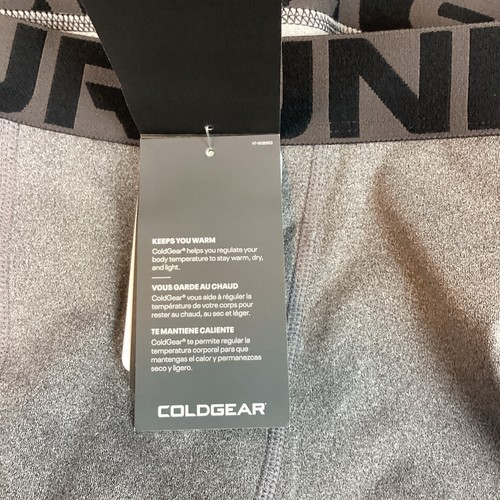 UNI
KEEPS YOU WARM
ColdGear® helps you regulate your
body temperature to stay warm, dry,
and light.
VOUS GARDE AU CHAUD
ColdGear® vous aide à réguler la
température de votre corps pour
rester au chaud, au sec et léger.
TE MANTIENE CALIENTE
ColdGear® te permite regular la
temperatura corporal para que
mantengas el calor y permanezcas
seco y ligero.
COLDGEAR®